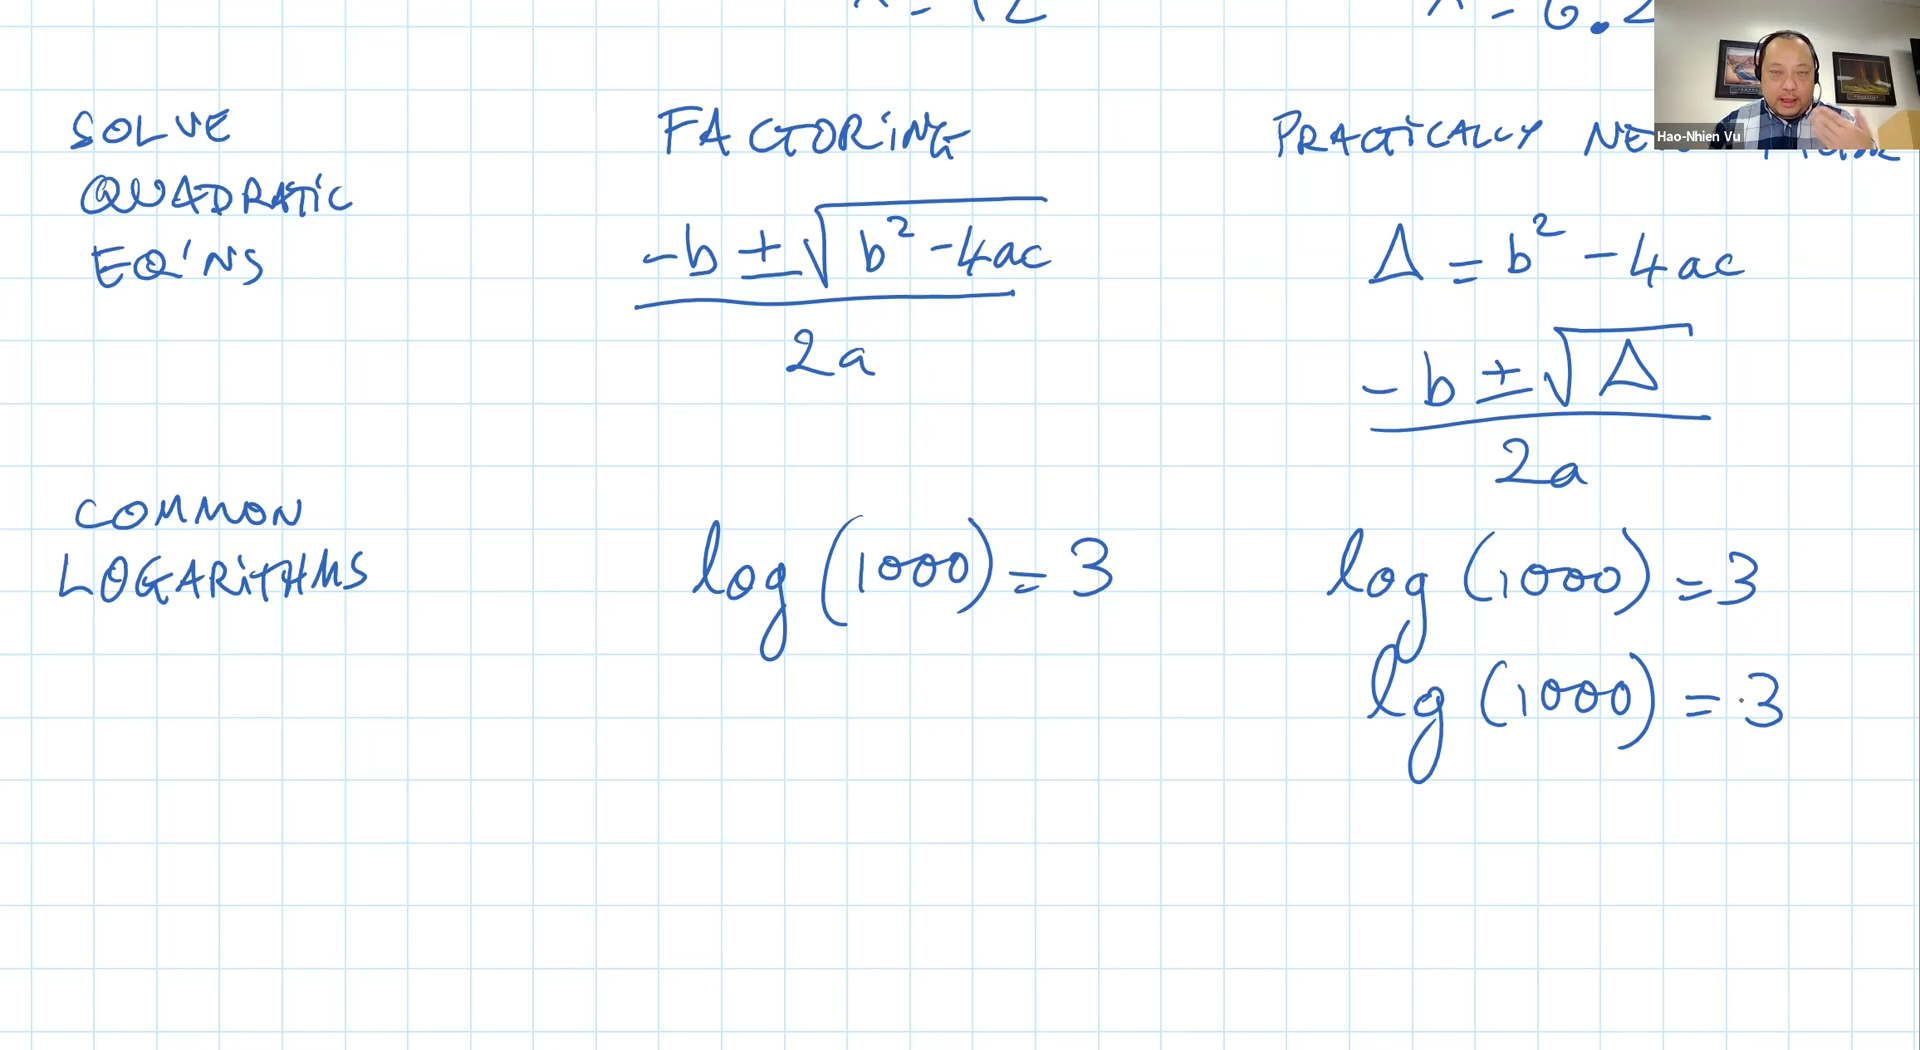 SOLVE
QUADRATIC
EQ'NS
FACTORING
PRACTICALLY
Hao-Nhien Vu
-b ± √(b² - 4ac)
2a
Δ = b² - 4ac
-b ± √Δ
2a
COMMON
LOGARITHMS
log (1000) = 3
log (1000) = 3
lg (1000) = 3